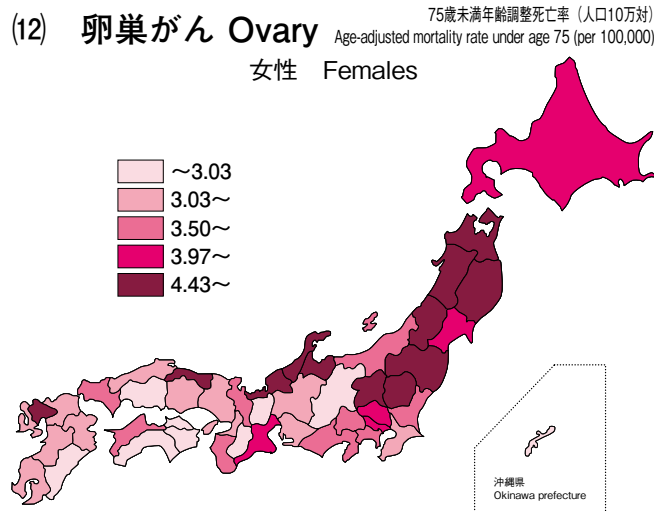 ⑿ 卵巣がん Ovary
75歳未満年齢調整死亡率（人口10万対）
Age-adjusted mortality rate under age 75 (per 100,000)
女性 Females
～3.03
3.03～
3.50～
3.97～
4.43～
沖縄県
Okinawa prefecture